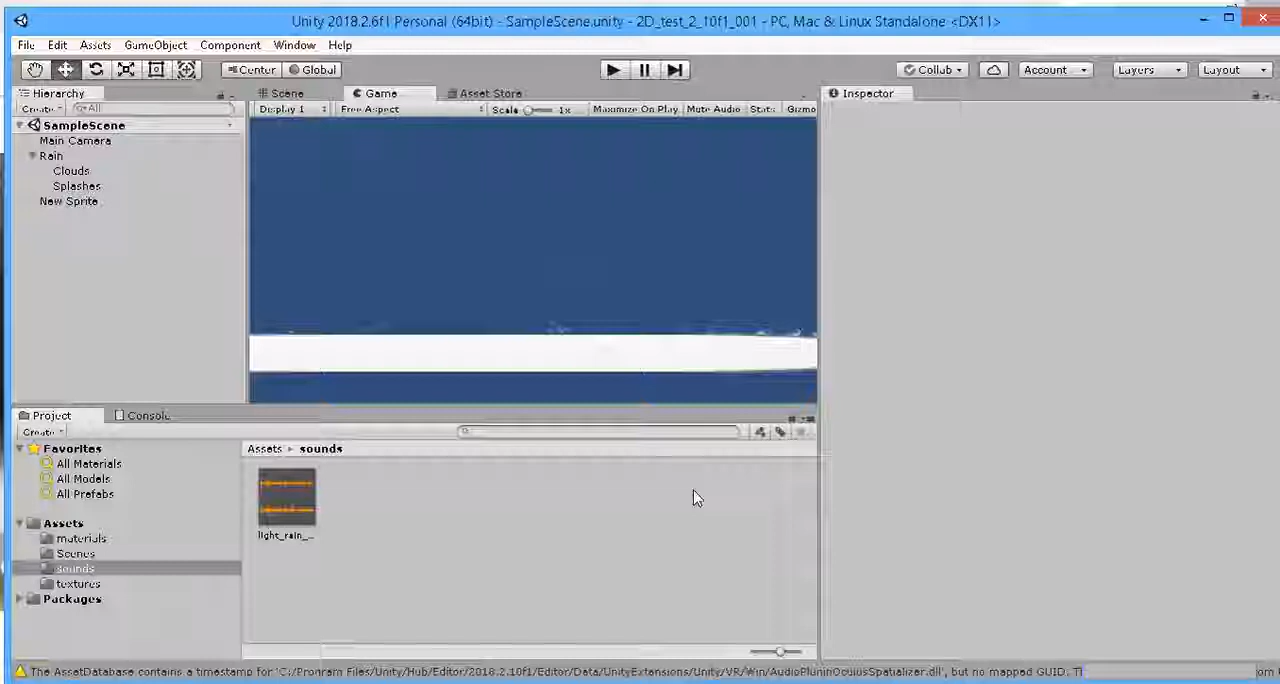 Unity 2018.2.6f1 Personal (64bit) - SampleScene.unity - 2D_test_2_10f1_001 - PC, Mac & Linux Standalone <DX11>
File Edit Assets GameObject Component Window Help
Center Global Collab Account Layers Layout
Hierarchy Scene Game Asset Store Inspector
Create All Display 1 Free Aspect Scale 1x Maximize On Play Mute Audio Stats Gizmo
SampleScene
Main Camera
Rain
Clouds
Splashes
New Sprite
Project Console
Create
Favorites Assets sounds
All Materials
All Models
All Prefabs
Assets
light_rain_...
materials
Scenes
sounds
textures
Packages
The AssetDatabase contains a timestamp for 'C:/Program Files/Unity/Hub/Editor/2018.2.10f1/Editor/Data/UnityExtensions/Unity/VR/Win/AudioPluginOculusSpatializer.dll', but no mapped GUID. T om